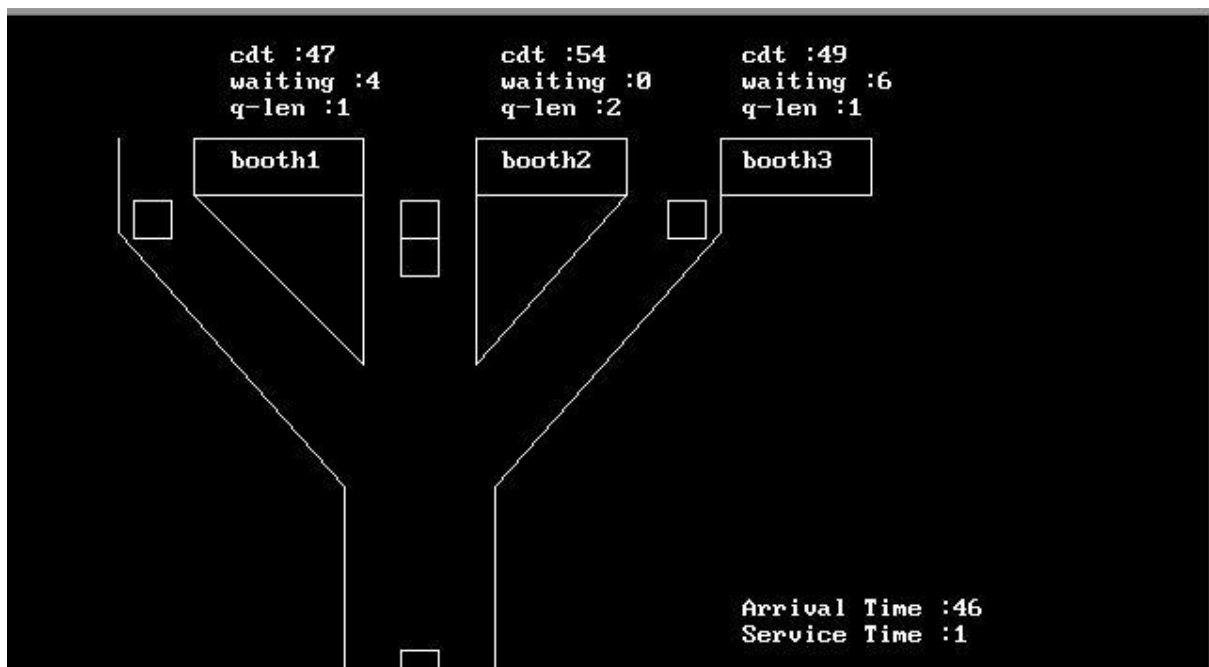 cdt :47
waiting :4
q-len :1
cdt :54
waiting :0
q-len :2
cdt :49
waiting :6
q-len :1
booth1
booth2
booth3
Arrival Time :46
Service Time :1